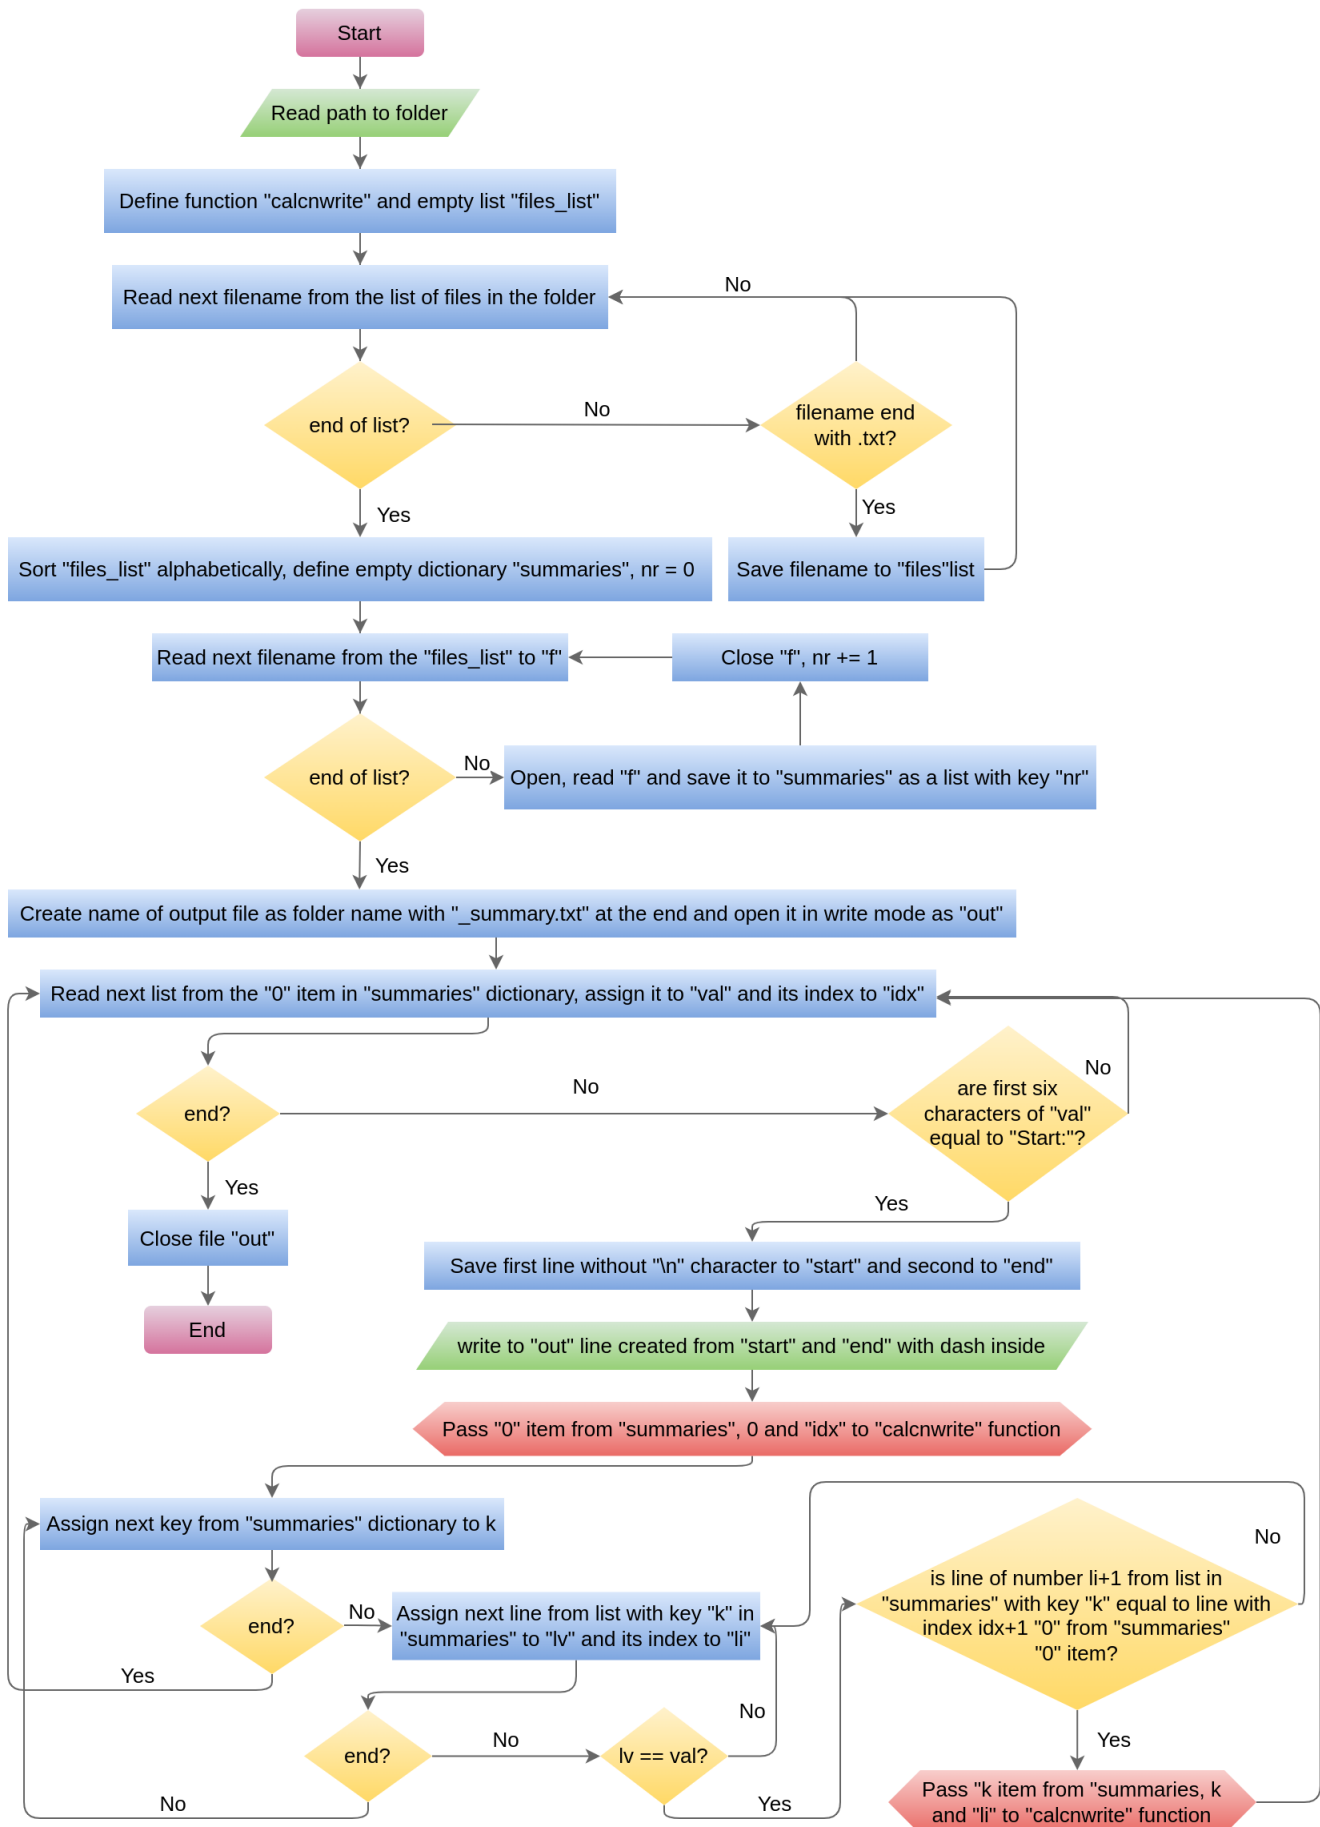 Start
Read path to folder
Define function "calcnwrite" and empty list "files_list"
Read next filename from the list of files in the folder
No
end of list?
No
filename end
with .txt?
Yes
Yes
Sort "files_list" alphabetically, define empty dictionary "summaries", nr = 0
Save filename to "files"list
Read next filename from the "files_list" to "f"
Close "f", nr += 1
end of list?
No
Open, read "f" and save it to "summaries" as a list with key "nr"
Yes
Create name of output file as folder name with "_summary.txt" at the end and open it in write mode as "out"
Read next list from the "0" item in "summaries" dictionary, assign it to "val" and its index to "idx"
No
end?
No
are first six
characters of "val"
equal to "Start:"?
Yes
Yes
Close file "out"
Save first line without "\n" character to "start" and second to "end"
End
write to "out" line created from "start" and "end" with dash inside
Pass "0" item from "summaries", 0 and "idx" to "calcnwrite" function
Assign next key from "summaries" dictionary to k
No
end?
No
Assign next line from list with key "k" in
"summaries" to "lv" and its index to "li"
is line of number li+1 from list in
"summaries" with key "k" equal to line with
index idx+1 "0" from "summaries"
"0" item?
Yes
No
end?
No
lv == val?
Yes
No
Yes
Pass "k item from "summaries, k
and "li" to "calcnwrite" function